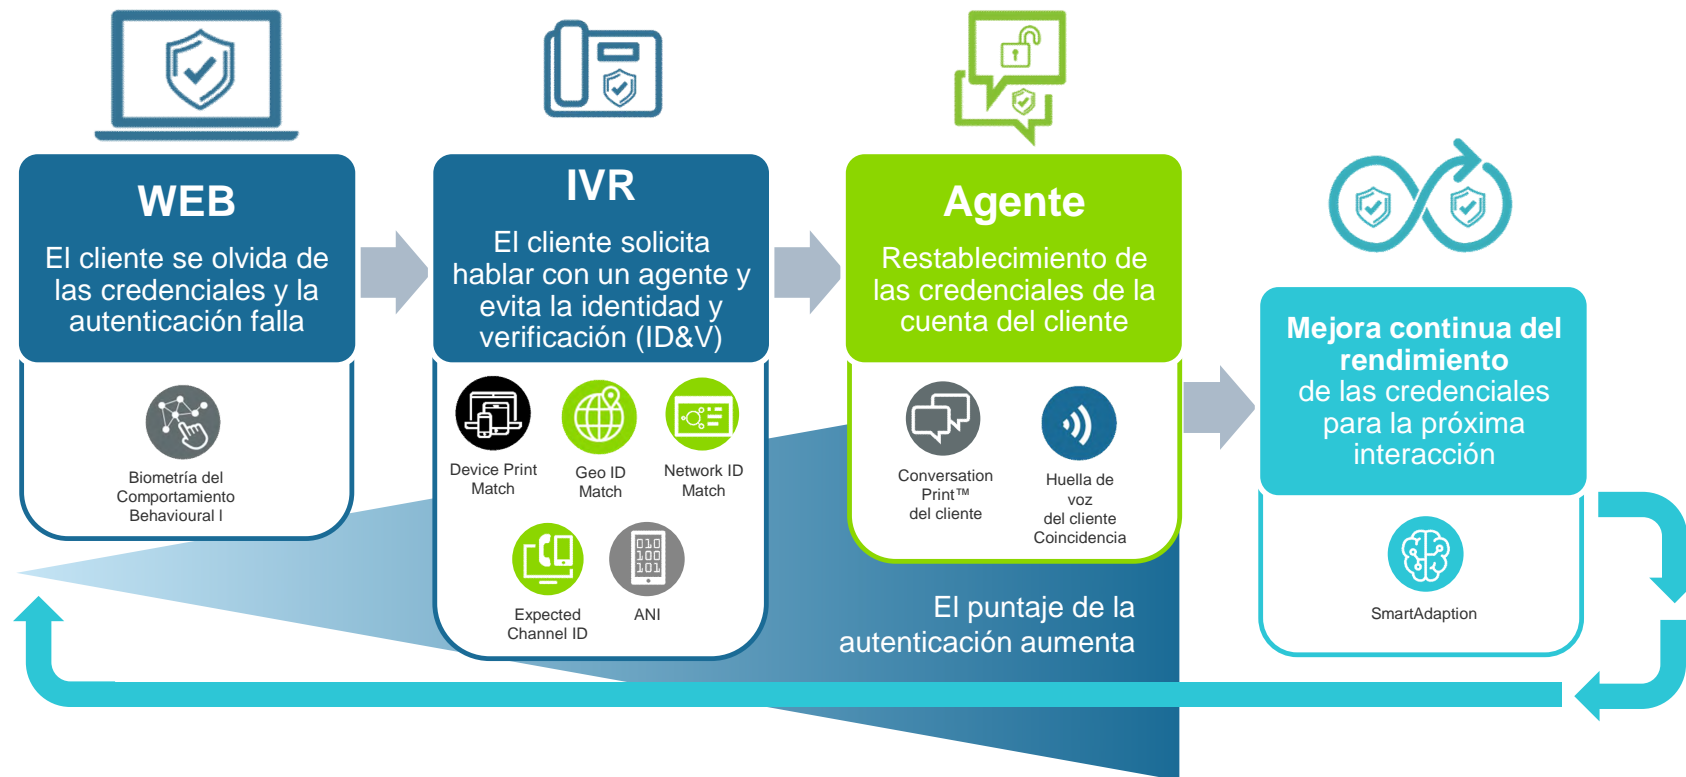 WEB
El cliente se olvida de
las credenciales y la
autenticación falla
Biometría del
Comportamiento
Behavioural l
IVR
El cliente solicita
hablar con un agente y
evita la identidad y
verificación (ID&V)
Device Print
Match
Geo ID
Match
Network ID
Match
Expected
Channel ID
ANI
Agente
Restablecimiento de
las credenciales de la
cuenta del cliente
Conversation
Print™
del cliente
Huella de
voz
del cliente
Coincidencia
El puntaje de la
autenticación aumenta
Mejora continua del
rendimiento
de las credenciales
para la próxima
interacción
SmartAdaption
010
100
101